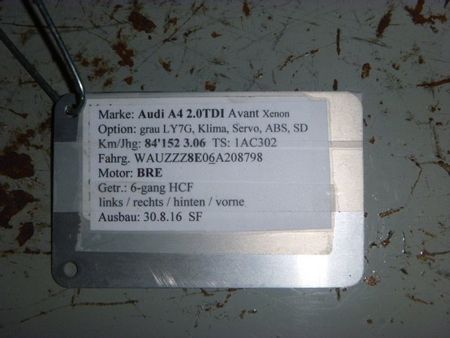 Marke: Audi A4 2.0TDI Avant Xenon
Option: grau LY7G, Klima, Servo, ABS, SD
Km/Jhg: 84'152 3.06 TS: 1AC302
Fahrg. WAUZZZ8E06A208798
Motor: BRE
Getr.: 6-gang HCF
links / rechts / hinten / vorne
Ausbau: 30.8.16 SF